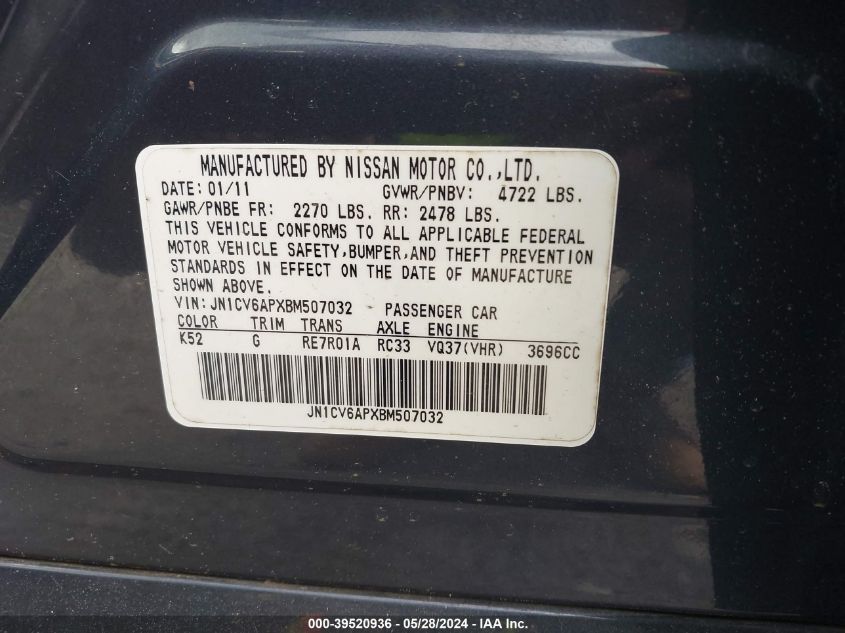 MANUFACTURED BY NISSAN MOTOR CO.,LTD.
DATE: 01/11 GVWR/PNBV: 4722 LBS.
GAWR/PNBE FR: 2270 LBS. RR: 2478 LBS.
THIS VEHICLE CONFORMS TO ALL APPLICABLE FEDERAL
MOTOR VEHICLE SAFETY,BUMPER,AND THEFT PREVENTION
STANDARDS IN EFFECT ON THE DATE OF MANUFACTURE
SHOWN ABOVE.
VIN: JN1CV6APXBM507032 PASSENGER CAR
COLOR TRIM TRANS AXLE ENGINE
K52 G RE7R01A RC33 VQ37(VHR) 3696CC
JN1CV6APXBM507032
000-39520936 - 05/28/2024 - IAA Inc.